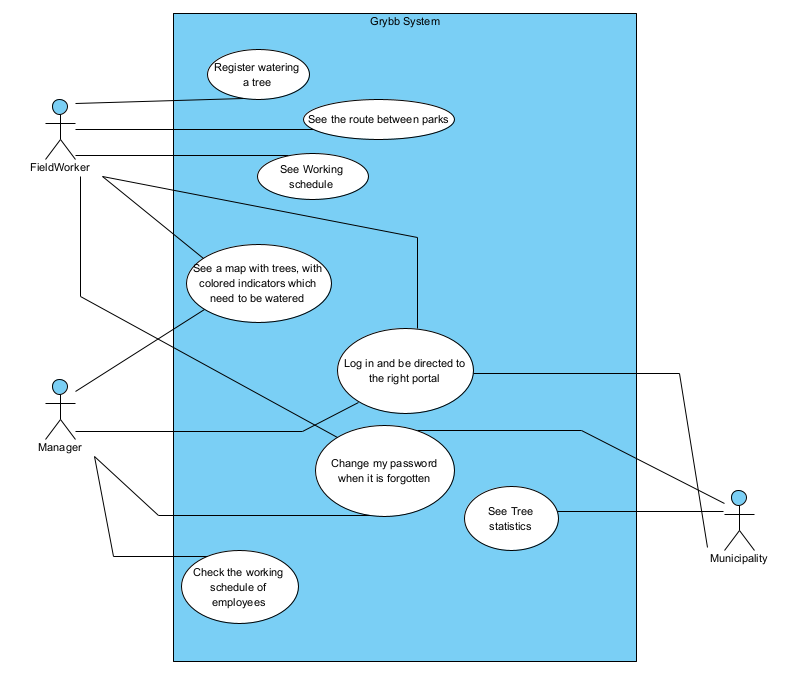 Grybb System
Register watering
a tree
See the route between parks
FieldWorker
See Working
schedule
See a map with trees, with
colored indicators which
need to be watered
Log in and be directed to
the right portal
Manager
Change my password
when it is forgotten
See Tree
statistics
Municipality
Check the working
schedule of
employees